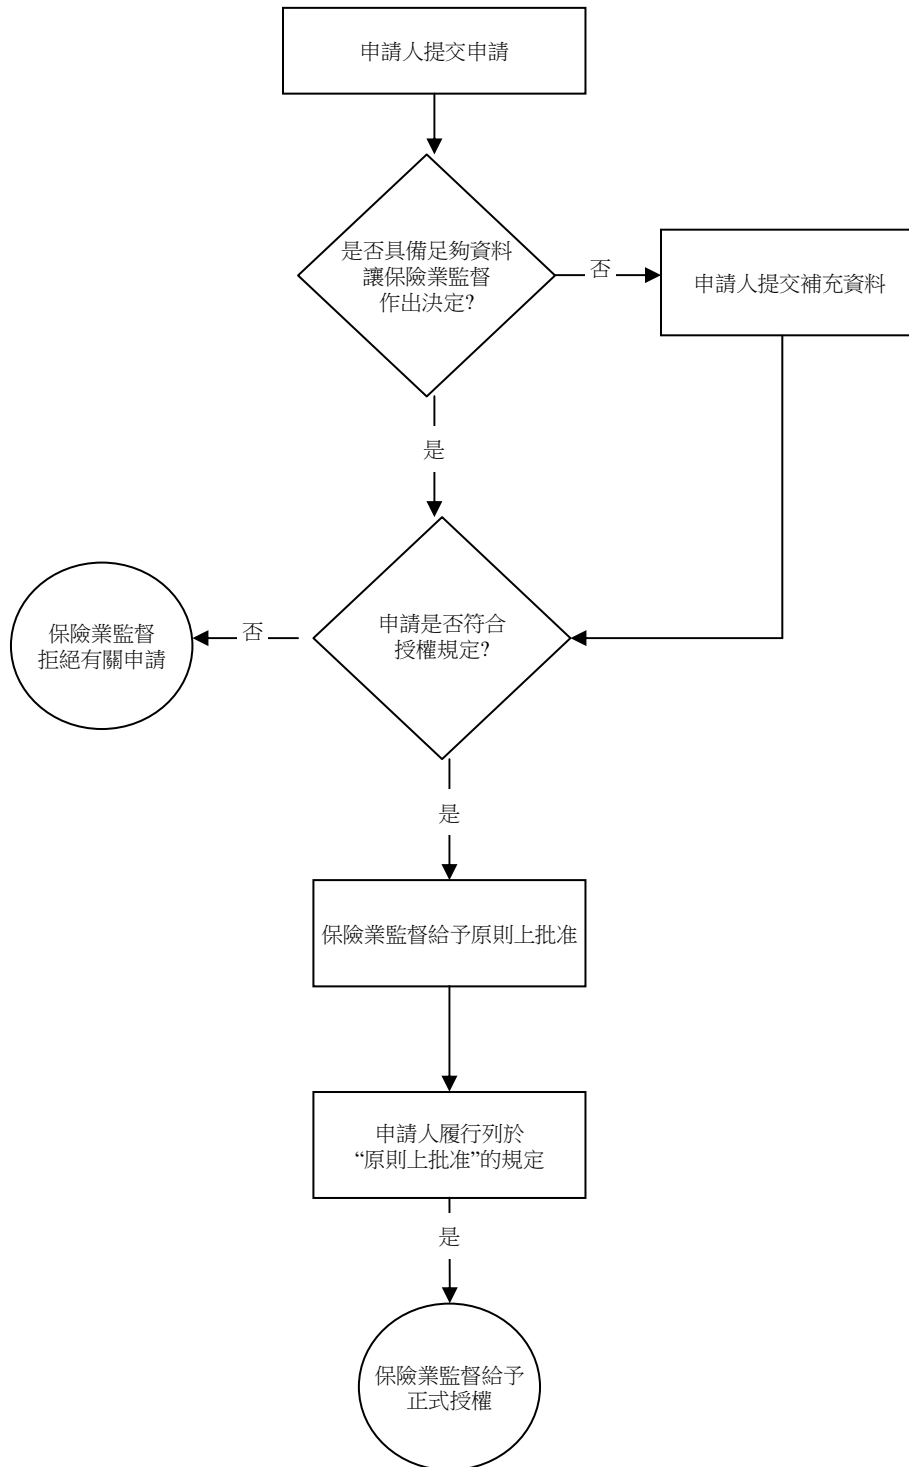 申請人提交申請
是否具備足夠資料
讓保險業監督
作出決定?
否
申請人提交補充資料
是
申請是否符合
授權規定?
否
保險業監督
拒絕有關申請
是
保險業監督給予原則上批准
申請人履行列於
“原則上批准”的規定
是
保險業監督給予
正式授權